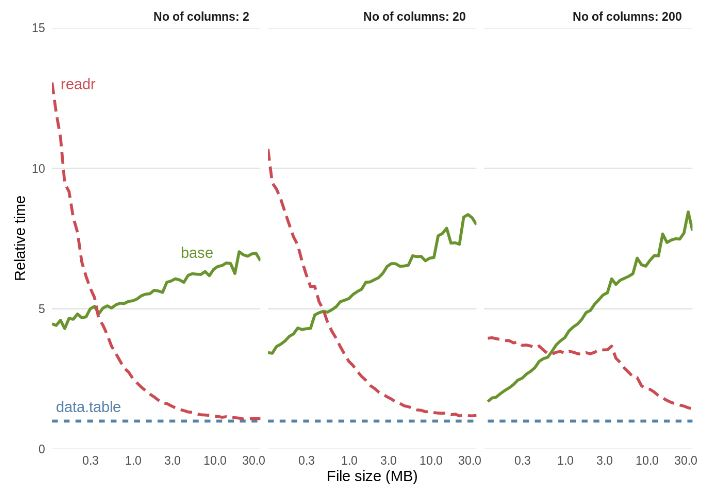 No of columns: 2 No of columns: 20 No of columns: 200
15
readr
10
Relative time
base
5
data.table
0
0.3 1.0 3.0 10.0 30.0 0.3 1.0 3.0 10.0 30.0 0.3 1.0 3.0 10.0 30.0
File size (MB)